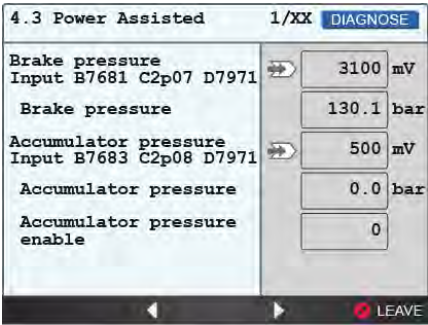 4.3 Power Assisted 1/XX DIAGNOSE
Brake pressure
Input B7681 C2p07 D7971 3100 mV
Brake pressure 130.1 bar
Accumulator pressure
Input B7683 C2p08 D7971 500 mV
Accumulator pressure 0.0 bar
Accumulator pressure
enable 0
LEAVE